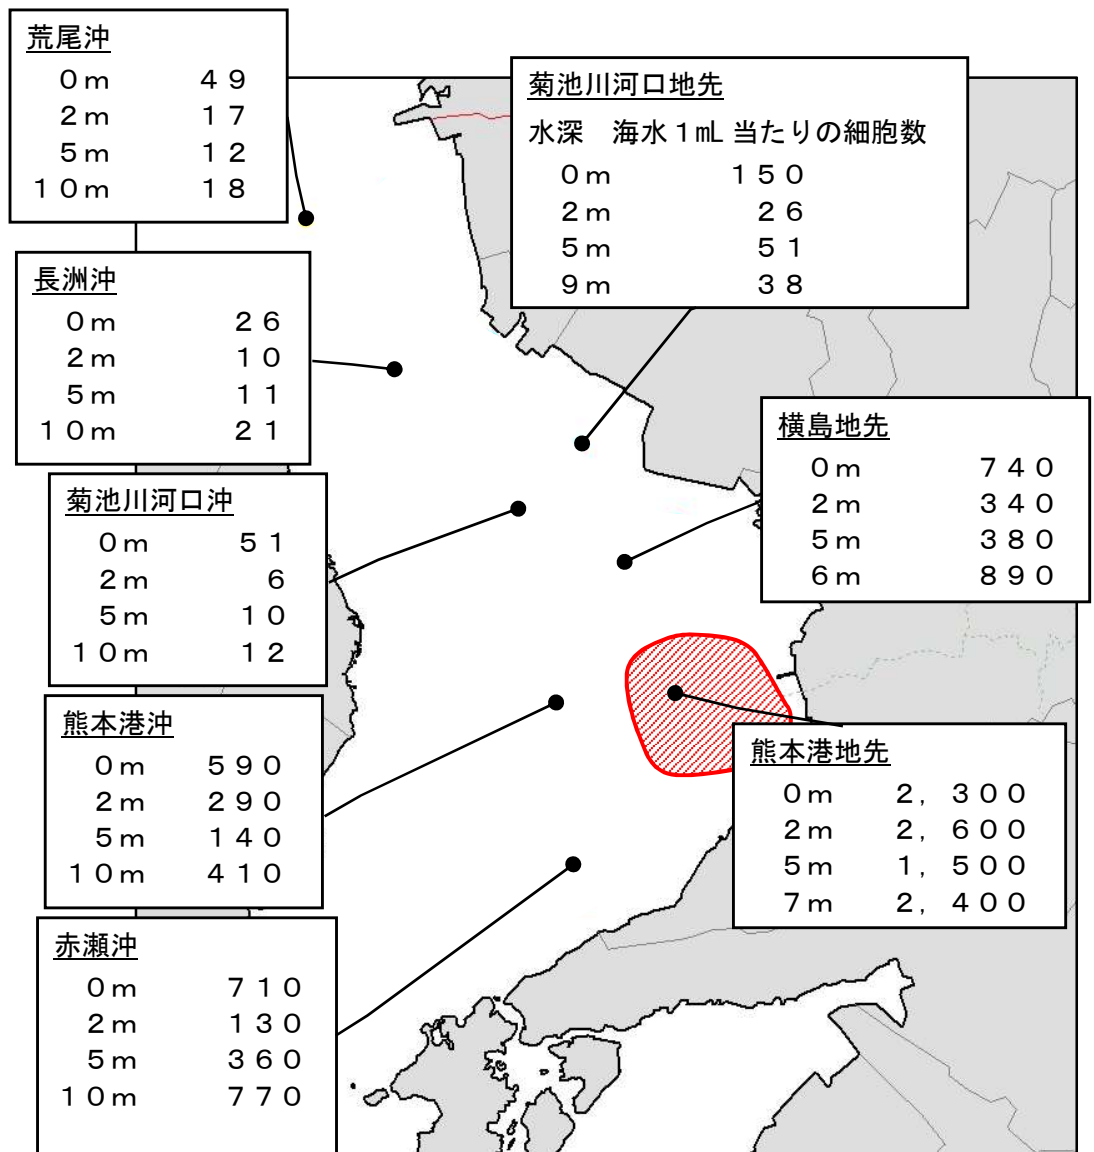 荒尾沖
0m 49
2m 17
5m 12
10m 18
菊池川河口地先
水深 海水1mL当たりの細胞数
0m 150
2m 26
5m 51
9m 38
長洲沖
0m 26
2m 10
5m 11
10m 21
横島地先
0m 740
2m 340
5m 380
6m 890
菊池川河口沖
0m 51
2m 6
5m 10
10m 12
熊本港沖
0m 590
2m 290
5m 140
10m 410
熊本港地先
0m 2,300
2m 2,600
5m 1,500
7m 2,400
赤瀬沖
0m 710
2m 130
5m 360
10m 770